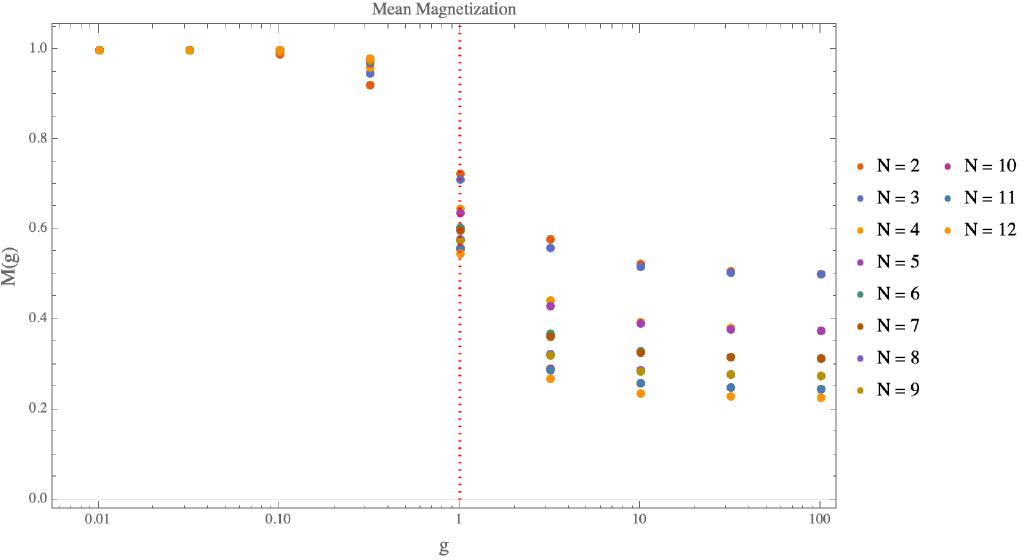 Mean Magnetization
M(g)
1.0
0.8
0.6
0.4
0.2
0.0
0.01
0.10
1
10
100
g
N = 2
N = 3
N = 4
N = 5
N = 6
N = 7
N = 8
N = 9
N = 10
N = 11
N = 12